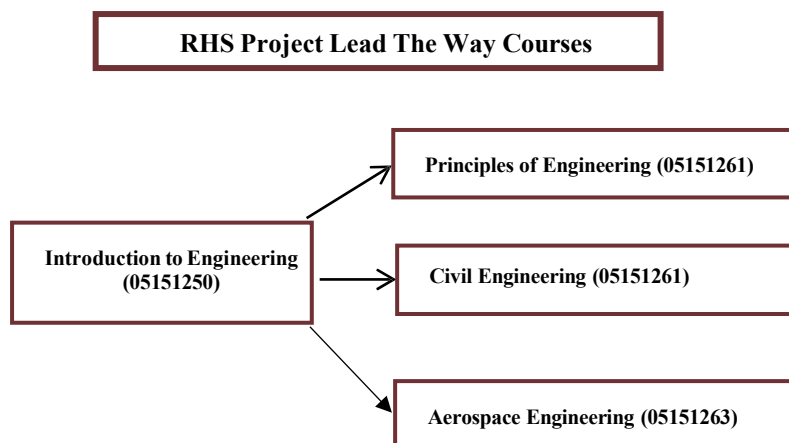 RHS Project Lead The Way Courses
Principles of Engineering (05151261)
Introduction to Engineering
(05151250)
Civil Engineering (05151261)
Aerospace Engineering (05151263)